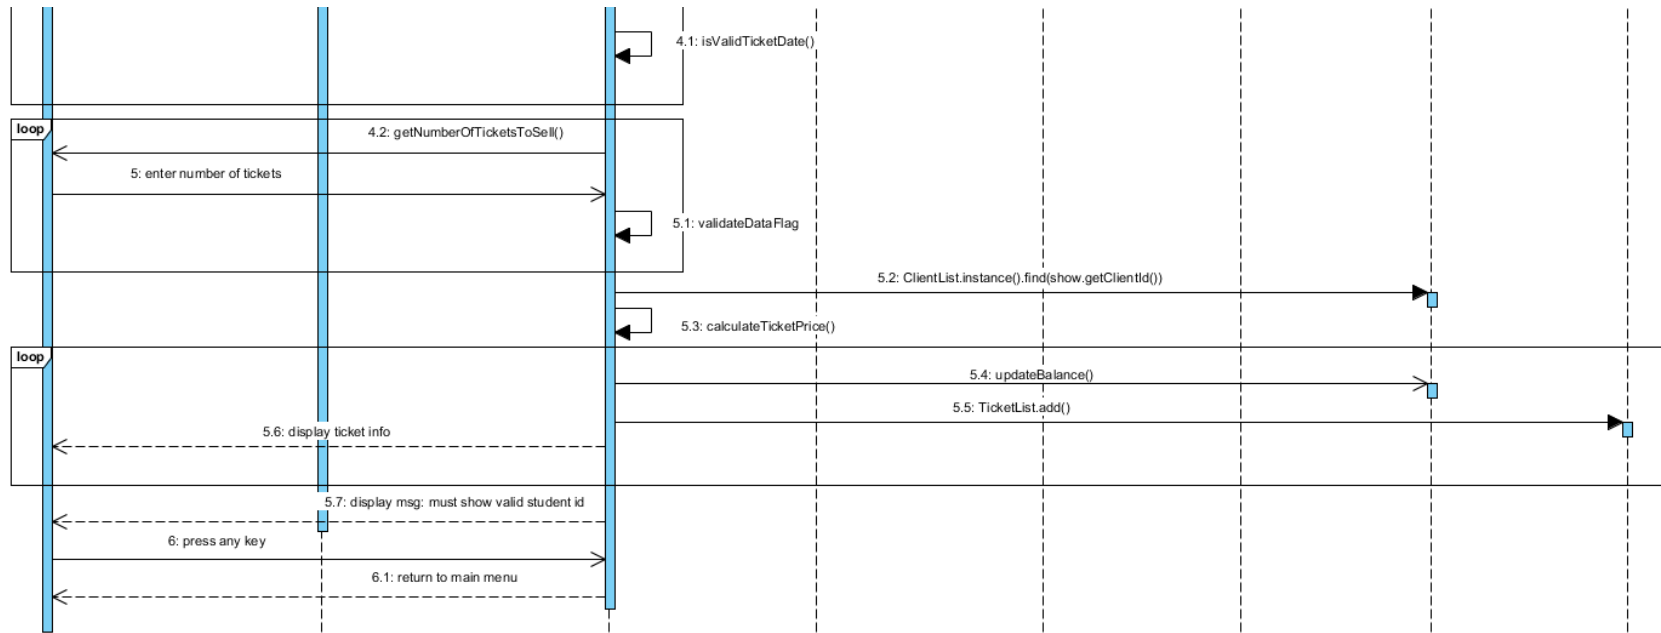 4.1: isValidTicketDate()
loop
4.2: getNumberOfTicketsToSell()
5: enter number of tickets
5.1: validateDataFlag
5.2: ClientList.instance().find(show.getClientId())
5.3: calculateTicketPrice()
loop
5.4: updateBalance()
5.5: TicketList.add()
5.6: display ticket info
5.7: display msg: must show valid student id
6: press any key
6.1: return to main menu